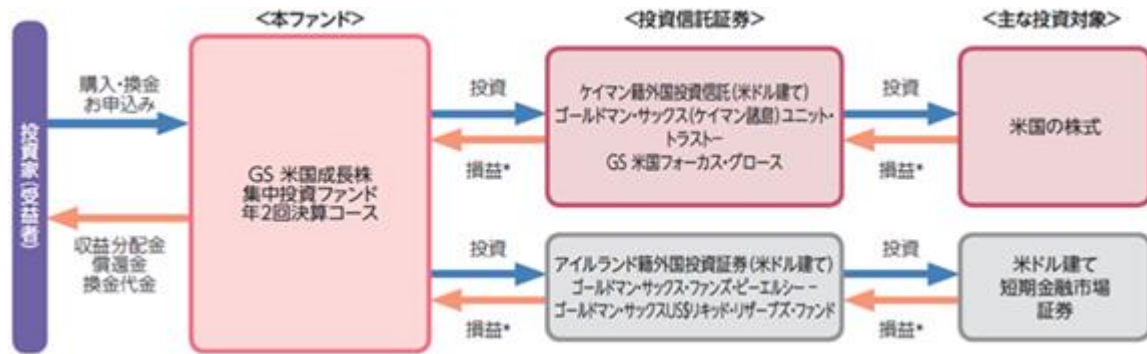 <本ファンド>
<投資信託証券>
<主な投資対象>
投資家(受益者)
購入・換金
お申込み
収益分配金
償還金
換金代金
GS 米国成長株
集中投資ファンド
年2回決算コース
投資
損益*
ケイマン籍外国投資信託(米ドル建て)
ゴールドマン・サックス(ケイマン諸島)ユニット・
トラストー
GS 米国フォーカス・グロース
投資
損益*
米国の株式
投資
損益*
アイルランド籍外国投資証券(米ドル建て)
ゴールドマン・サックス・ファンズ・ピーエルシー −
ゴールドマン・サックスUS$リキッド・リザーブズ・ファンド
投資
損益*
米ドル建て
短期金融市場
証券